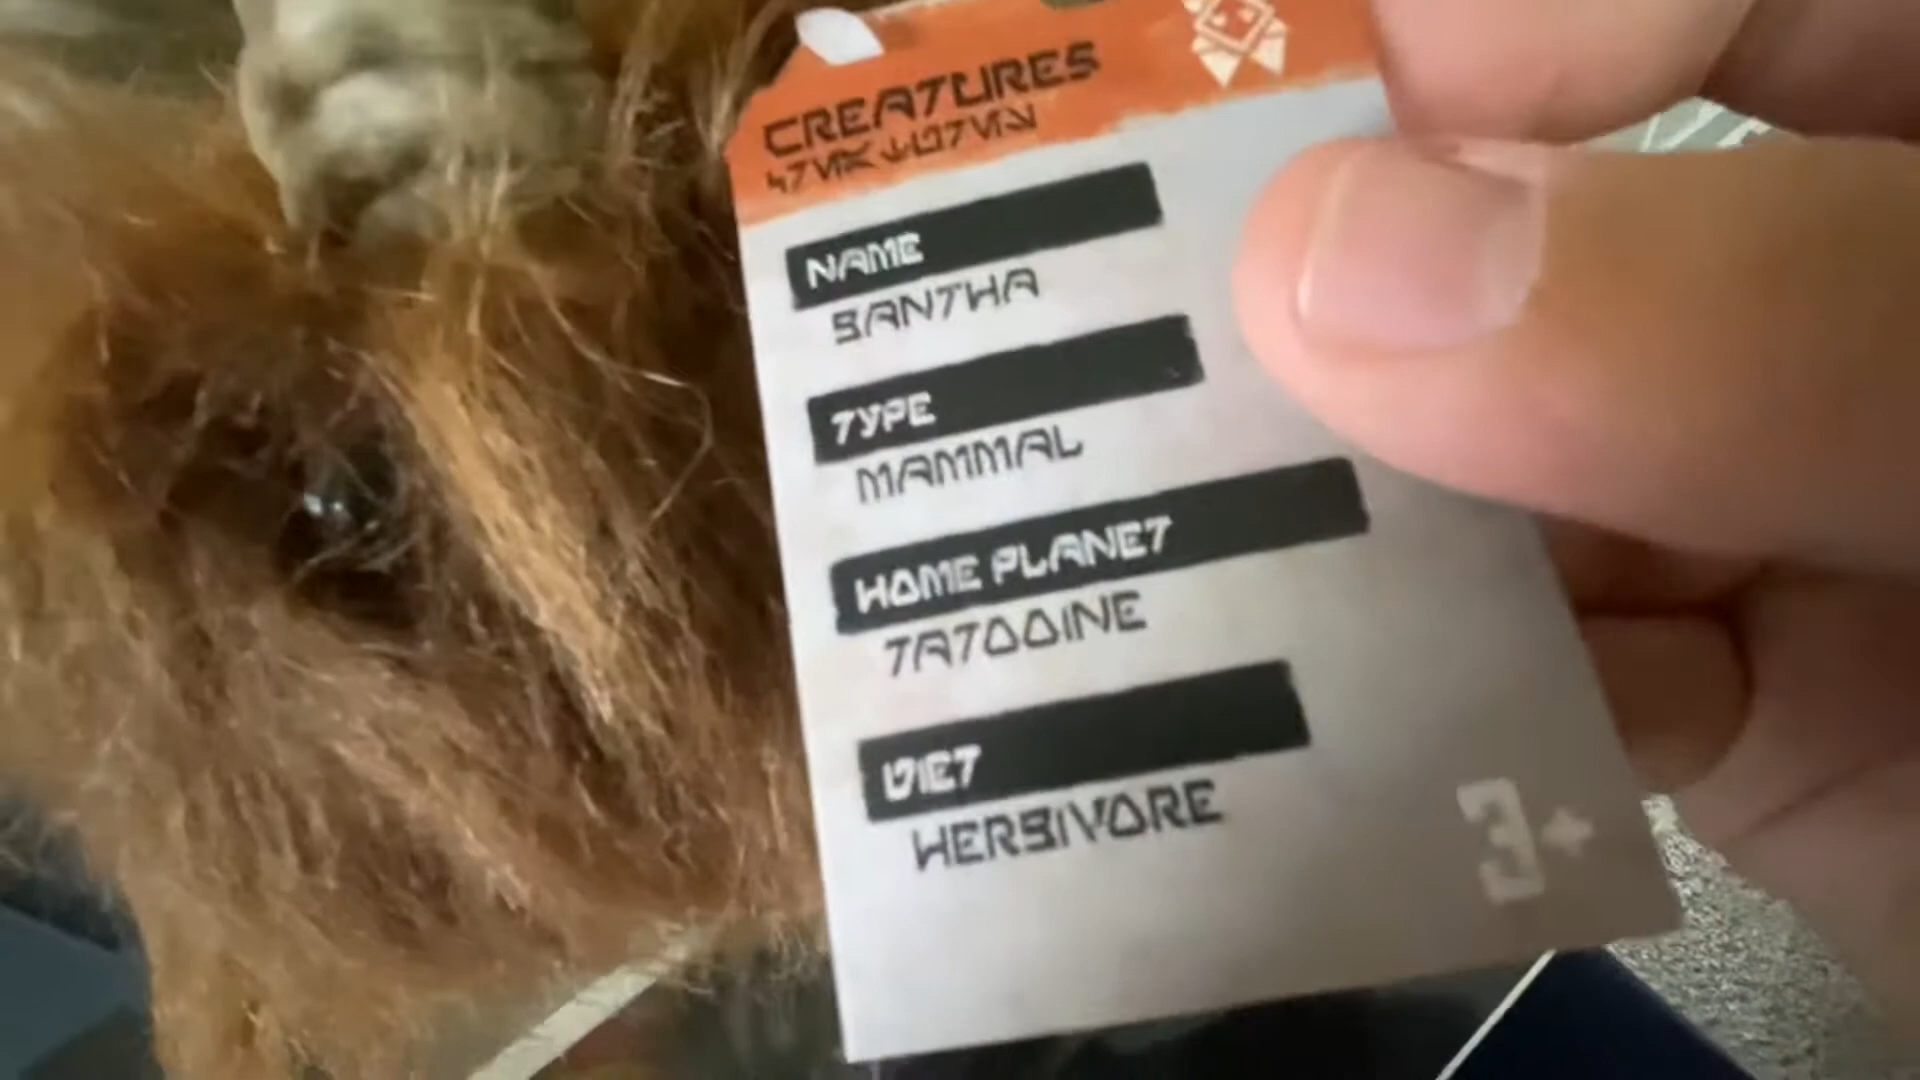 CREATURES
NAME
BANTHA
TYPE
MAMMAL
HOME PLANET
TATOOINE
DIET
HERBIVORE
3+